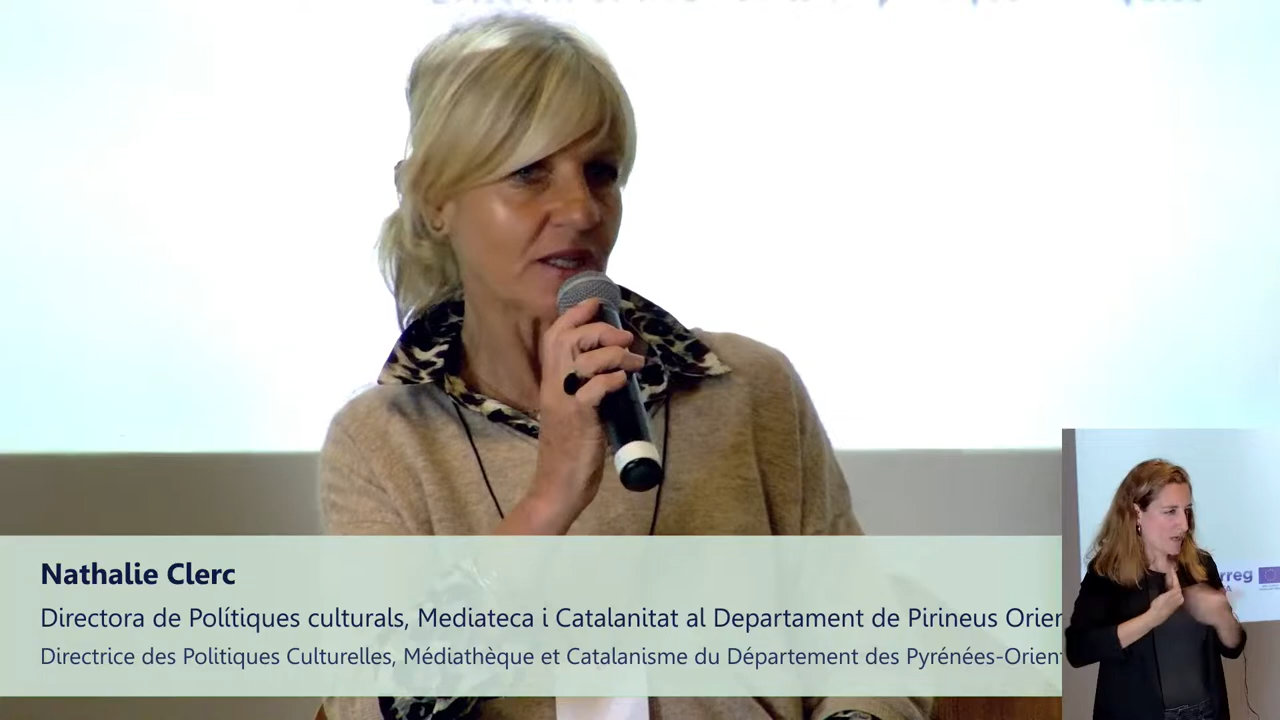 Nathalie Clerc
Directora de Polítiques culturals, Mediateca i Catalanitat al Departament de Pirineus Orien
Directrice des Politiques Culturelles, Médiathèque et Catalanisme du Département des Pyrénées-Orient
rreg